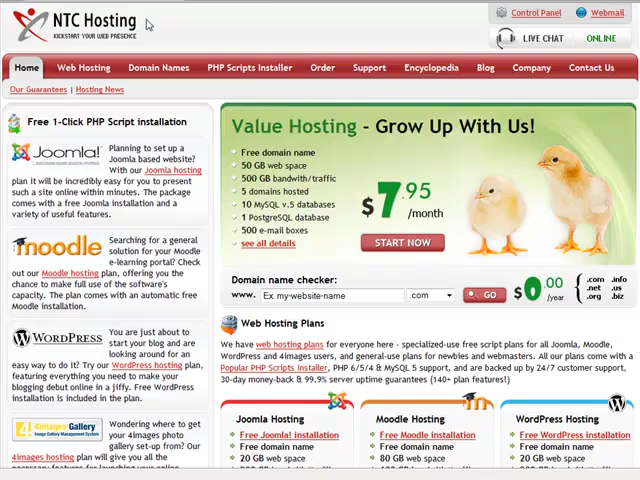 NTC Hosting
KICKSTART YOUR WEB PRESENCE
Control Panel
Webmail
LIVE CHAT ONLINE
Home Web Hosting Domain Names PHP Scripts Installer Order Support Encyclopedia Blog Company Contact Us
Our Guarantees | Hosting News
Free 1-Click PHP Script installation
Joomla!
Planning to set up a
Joomla based website?
With our Joomla hosting
plan it will be incredibly easy for you to present
such a site online within minutes. The package
comes with a free Joomla installation and a
variety of useful features.
moodle
Searching for a general
solution for your Moodle
e-learning portal? Check
out our Moodle hosting plan, offering you the
chance to make full use of the software's
capacity. The plan comes with an automatic free
Moodle installation.
WORDPRESS
You are just about to
start your blog and are
looking around for an
easy way to do it? Try our WordPress hosting plan,
featuring everything you need to make your
blogging debut online in a jiffy. Free WordPress
installation is included in the plan.
4images Gallery
Image Gallery Management System
Wondering where to get
your 4images photo
gallery set-up from? Our
4images hosting plan will give you all the
necessary features for launching your online
Value Hosting - Grow Up With Us!
Free domain name
50 GB web space
500 GB bandwith/traffic
5 domains hosted
10 MySQL v.5 databases
1 PostgreSQL database
500 e-mail boxes
see all details
$7.95
/month
START NOW
Domain name checker:
www. Ex. my-website-name .com GO
$0.00
/year
.com .info
.net .us
.org .biz
Web Hosting Plans
We have web hosting plans for everyone here - specialized-use free script plans for all Joomla, Moodle,
WordPress and 4images users, and general-use plans for newbies and webmasters. All our plans come with a
Popular PHP Scripts Installer, PHP 6/5/4 & MySQL 5 support, and are backed up by 24/7 customer support,
30-day money-back & 99.9% server uptime guarantees (140+ plan features!)
Joomla Hosting
Free Joomla! installation
Free domain name
20 GB web space
Moodle Hosting
Free Moodle installation
Free domain name
80 GB web space
WordPress Hosting
Free WordPress installation
Free domain name
20 GB web space